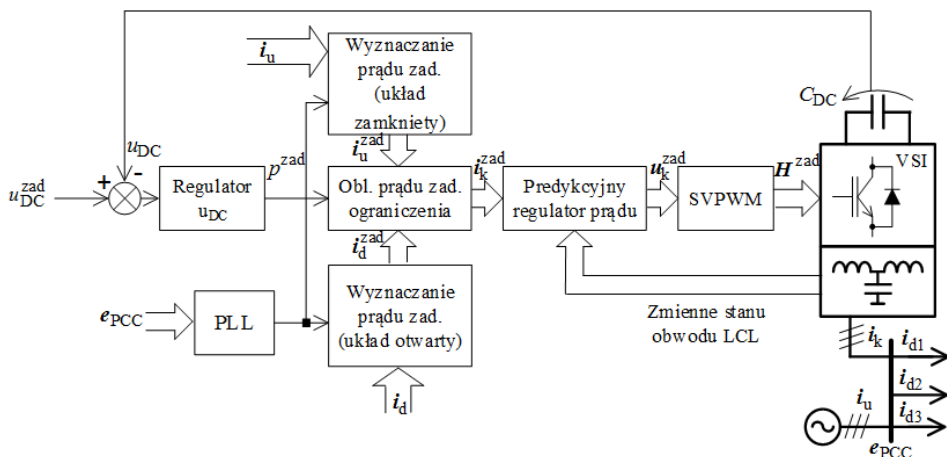 i_u
Wyznaczanie
prądu zad.
(układ
zamkniety)
C_DC
u_DC
p^zad
i_u^zad
i_k^zad
u_k^zad
H^zad
VSI
u_DC^zad
+
-
Regulator
u_DC
Obl. prądu zad.
ograniczenia
Predykcyjny
regulator prądu
SVPWM
i_d^zad
e_PCC
PLL
Wyznaczanie
prądu zad.
(układ otwarty)
Zmienne stanu
obwodu LCL
i_d
i_k
i_d1
i_d2
i_u
i_d3
e_PCC